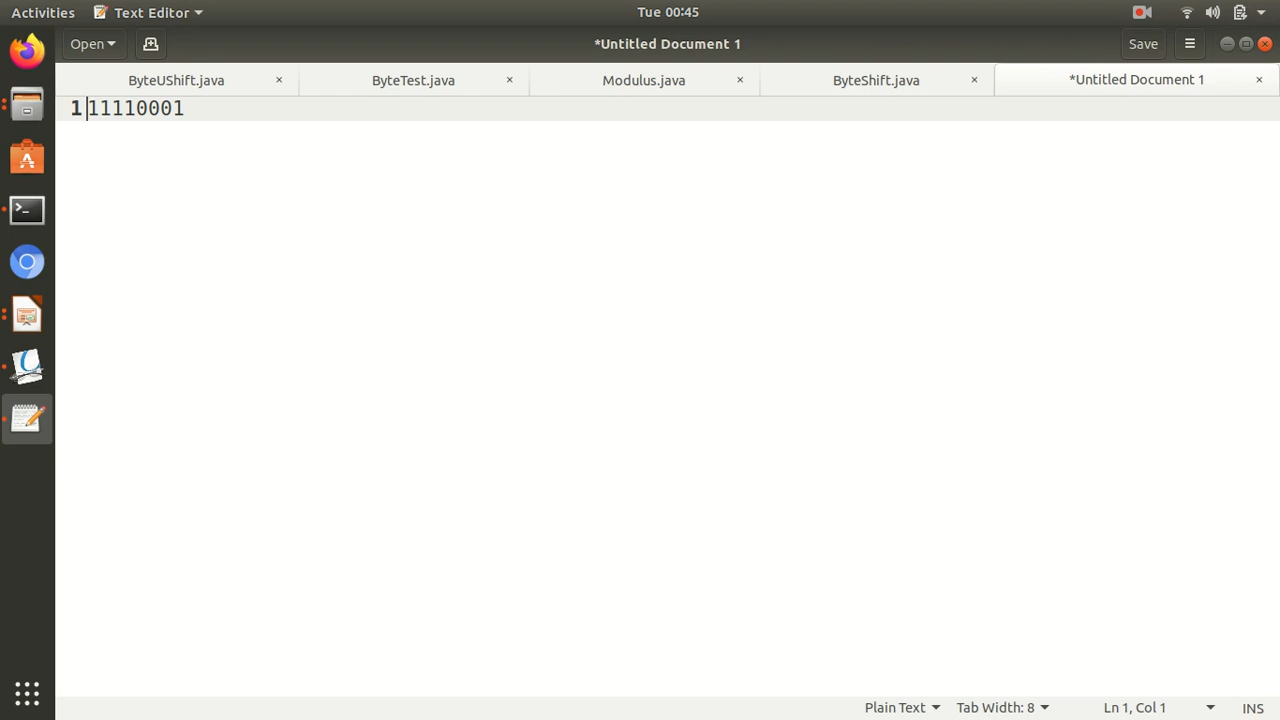 Activities Text Editor Tue 00:45
Open *Untitled Document 1 Save
ByteUShift.java ByteTest.java Modulus.java ByteShift.java *Untitled Document 1
1 11110001
Plain Text Tab Width: 8 Ln 1, Col 1 INS